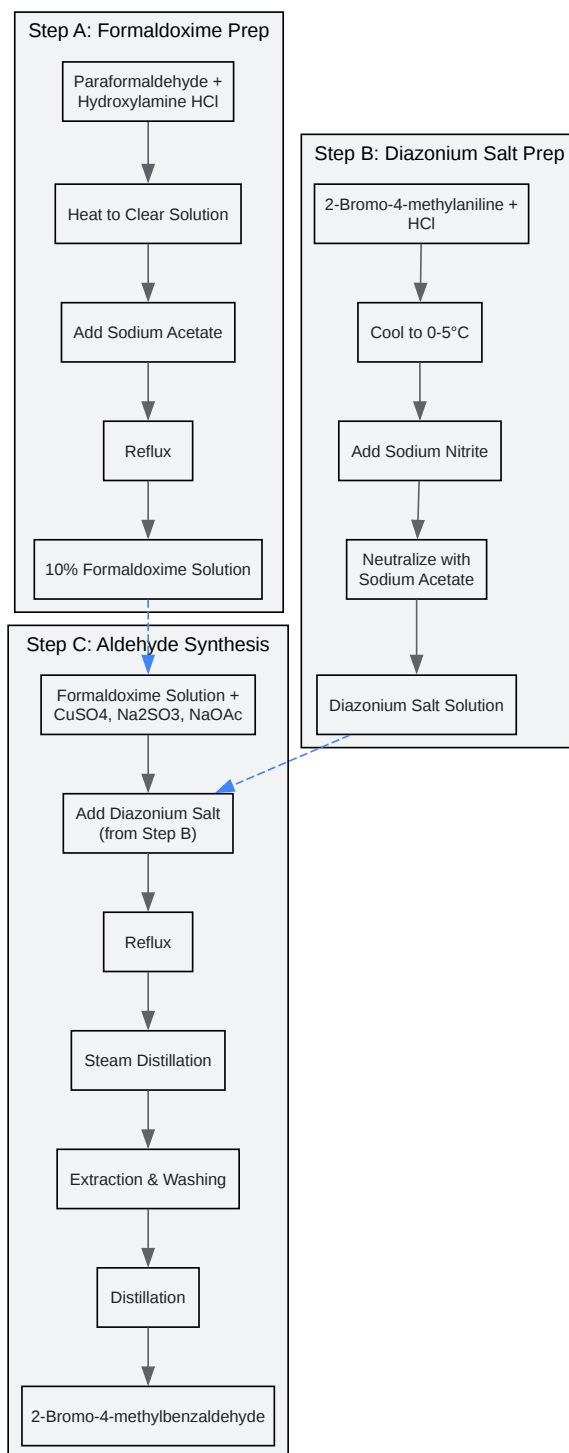 Step A: Formaldoxime Prep
Paraformaldehyde +
Hydroxylamine HCl
Heat to Clear Solution
Add Sodium Acetate
Reflux
10% Formaldoxime Solution
Step B: Diazonium Salt Prep
2-Bromo-4-methylaniline +
HCl
Cool to 0-5°C
Add Sodium Nitrite
Neutralize with
Sodium Acetate
Diazonium Salt Solution
Step C: Aldehyde Synthesis
Formaldoxime Solution +
CuSO4, Na2SO3, NaOAc
Add Diazonium Salt
(from Step B)
Reflux
Steam Distillation
Extraction & Washing
Distillation
2-Bromo-4-methylbenzaldehyde